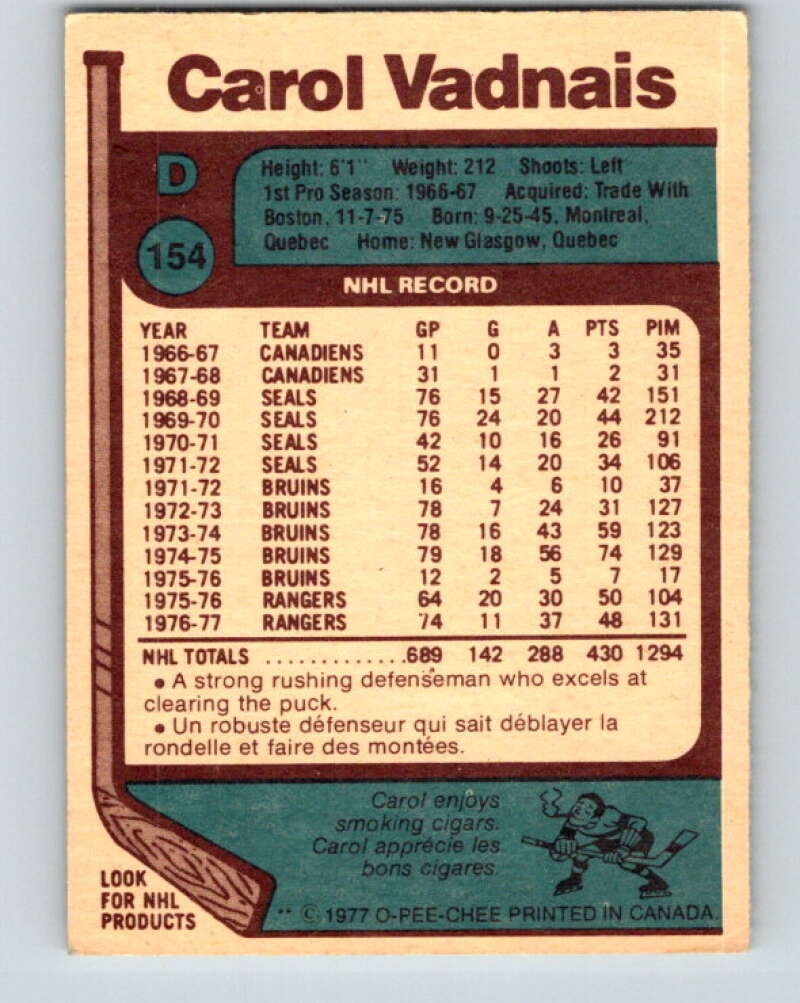 Carol Vadnais
D
154
Height: 6'1" Weight: 212 Shoots: Left
1st Pro Season: 1966-67 Acquired: Trade With
Boston, 11-7-75 Born: 9-25-45, Montreal,
Quebec Home: New Glasgow, Quebec
NHL RECORD
YEAR TEAM GP G A PTS PIM
1966-67 CANADIENS 11 0 3 3 35
1967-68 CANADIENS 31 1 1 2 31
1968-69 SEALS 76 15 27 42 151
1969-70 SEALS 76 24 20 44 212
1970-71 SEALS 42 10 16 26 91
1971-72 SEALS 52 14 20 34 106
1971-72 BRUINS 16 4 6 10 37
1972-73 BRUINS 78 7 24 31 127
1973-74 BRUINS 78 16 43 59 123
1974-75 BRUINS 79 18 56 74 129
1975-76 BRUINS 12 2 5 7 17
1975-76 RANGERS 64 20 30 50 104
1976-77 RANGERS 74 11 37 48 131
NHL TOTALS .............689 142 288 430 1294
• A strong rushing defenseman who excels at
clearing the puck.
• Un robuste défenseur qui sait déblayer la
rondelle et faire des montées.
Carol enjoys
smoking cigars.
Carol apprécie les
bons cigares.
LOOK
FOR NHL
PRODUCTS
** © 1977 O-PEE-CHEE PRINTED IN CANADA.